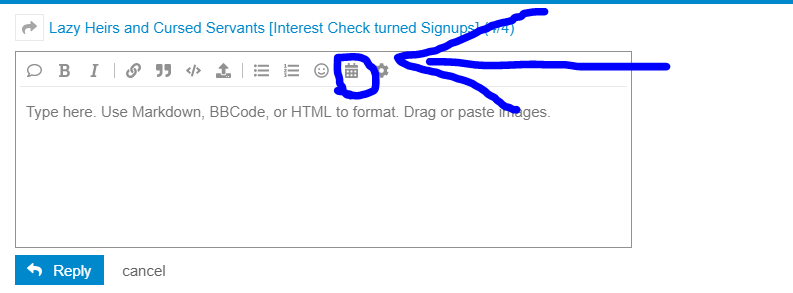 Lazy Heirs and Cursed Servants [Interest Check turned Signups] (1/4)
B I
Type here. Use Markdown, BBCode, or HTML to format. Drag or paste images.
Reply cancel